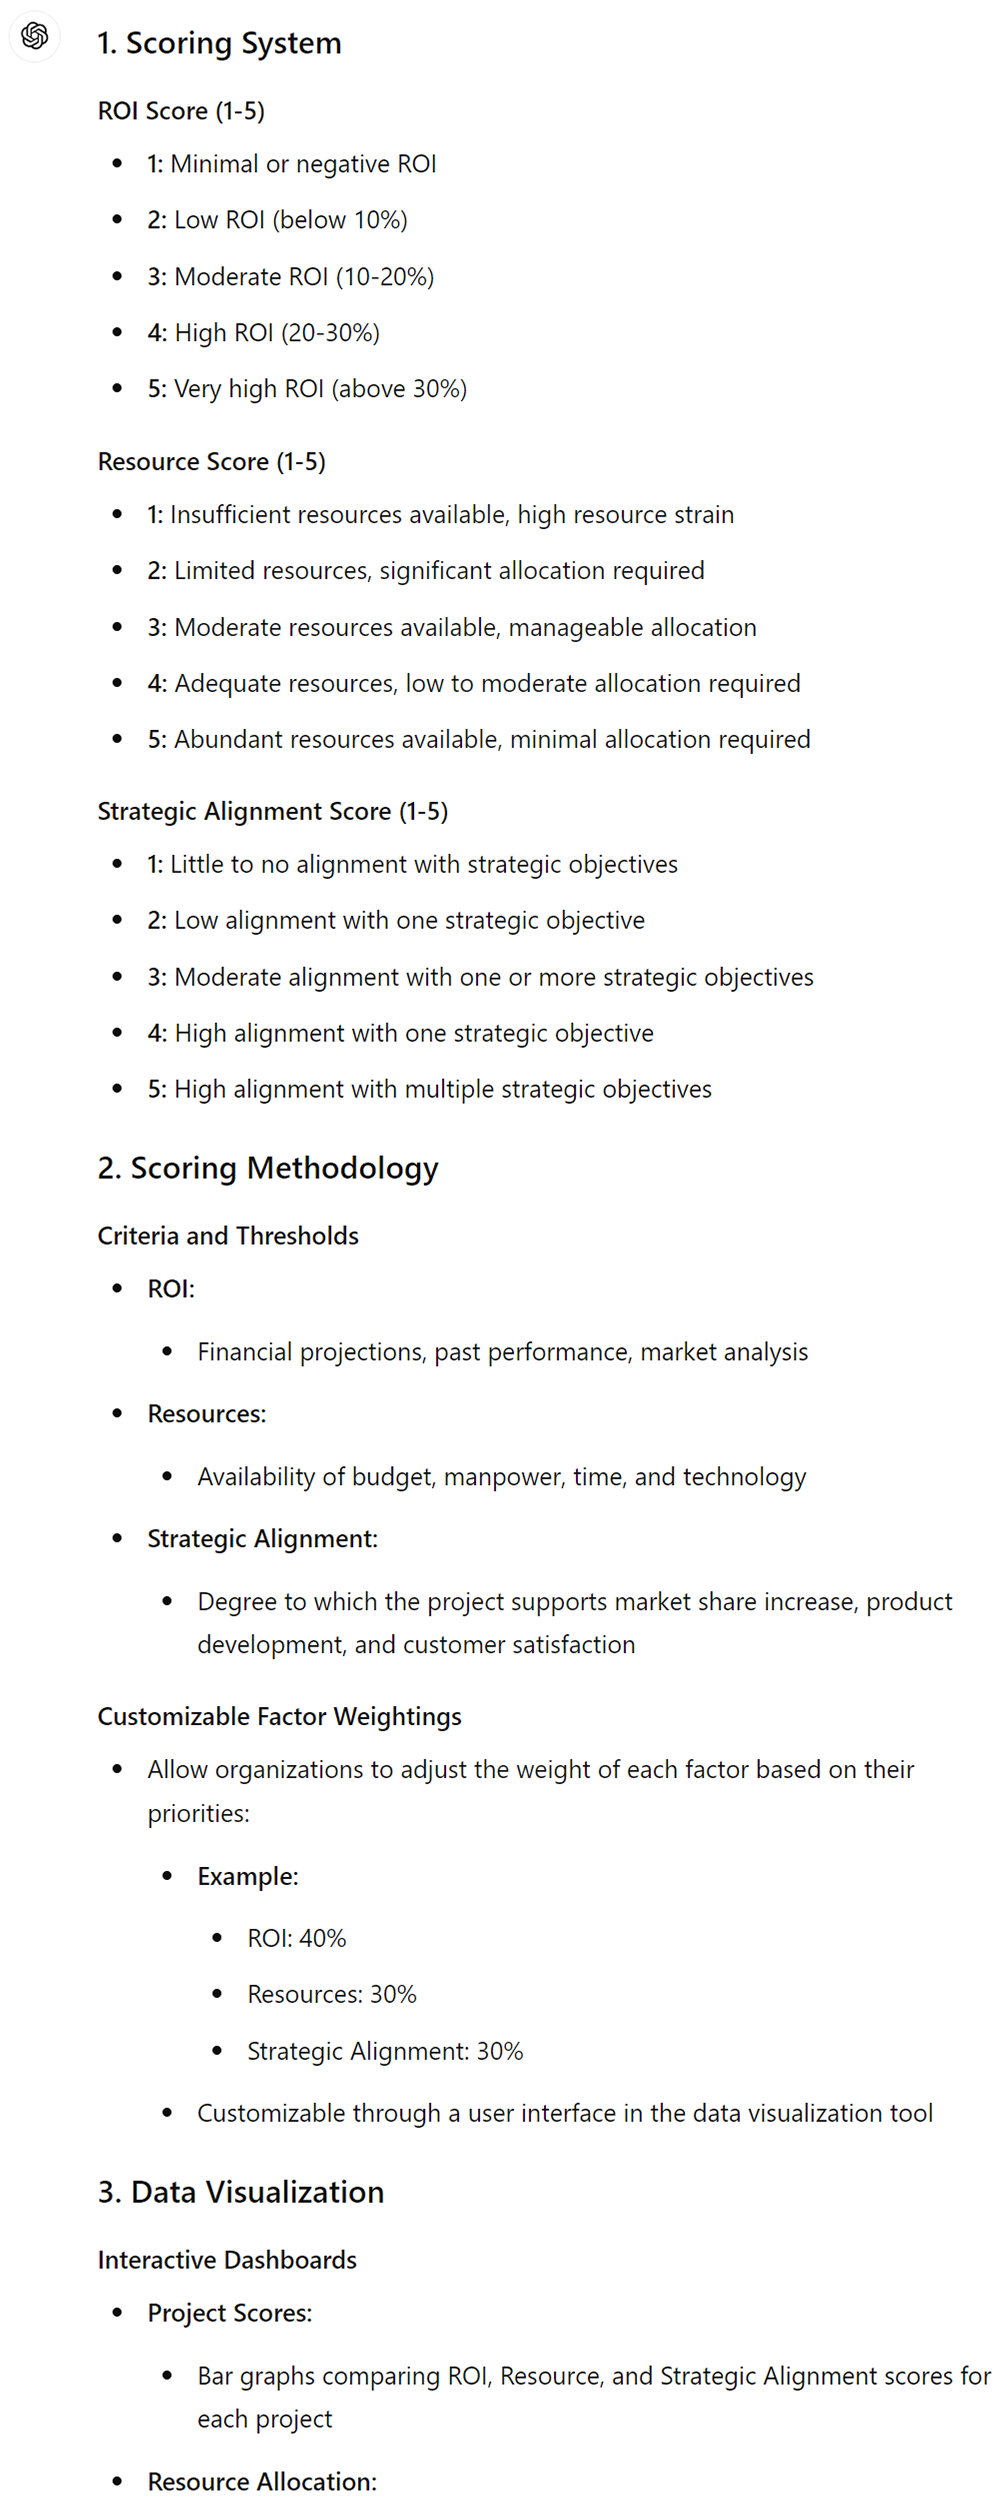 1. Scoring System
ROI Score (1-5)
• 1: Minimal or negative ROI
• 2: Low ROI (below 10%)
• 3: Moderate ROI (10-20%)
• 4: High ROI (20-30%)
• 5: Very high ROI (above 30%)
Resource Score (1-5)
• 1: Insufficient resources available, high resource strain
• 2: Limited resources, significant allocation required
• 3: Moderate resources available, manageable allocation
• 4: Adequate resources, low to moderate allocation required
• 5: Abundant resources available, minimal allocation required
Strategic Alignment Score (1-5)
• 1: Little to no alignment with strategic objectives
• 2: Low alignment with one strategic objective
• 3: Moderate alignment with one or more strategic objectives
• 4: High alignment with one strategic objective
• 5: High alignment with multiple strategic objectives
2. Scoring Methodology
Criteria and Thresholds
• ROI:
• Financial projections, past performance, market analysis
• Resources:
• Availability of budget, manpower, time, and technology
• Strategic Alignment:
• Degree to which the project supports market share increase, product
development, and customer satisfaction
Customizable Factor Weightings
• Allow organizations to adjust the weight of each factor based on their
priorities:
• Example:
• ROI: 40%
• Resources: 30%
• Strategic Alignment: 30%
• Customizable through a user interface in the data visualization tool
3. Data Visualization
Interactive Dashboards
• Project Scores:
• Bar graphs comparing ROI, Resource, and Strategic Alignment scores for
each project
• Resource Allocation: